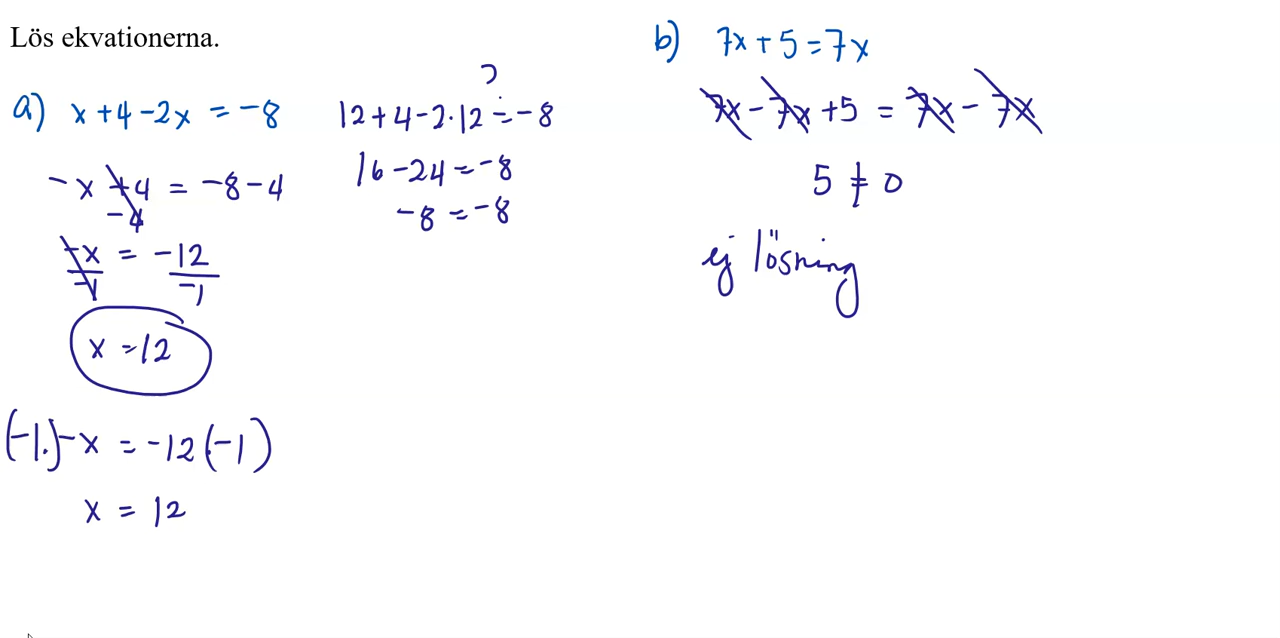 Lös ekvationerna.
a) x + 4 - 2x = -8
-x + 4 = -8 - 4
-4
-x = -12
-1 -1
x = 12
(-1·) -x = -12 (-1)
x = 12
?
12 + 4 - 2·12 = -8
16 - 24 = -8
-8 = -8
b) 7x + 5 = 7x
7x - 7x + 5 = 7x - 7x
5 ≠ 0
ej lösning